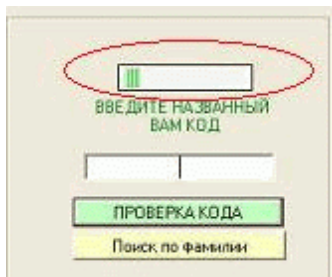 ВВЕДИТЕ НАЗВАННЫЙ
ВАМ КОД
ПРОВЕРКА КОДА
Поиск по фамилии